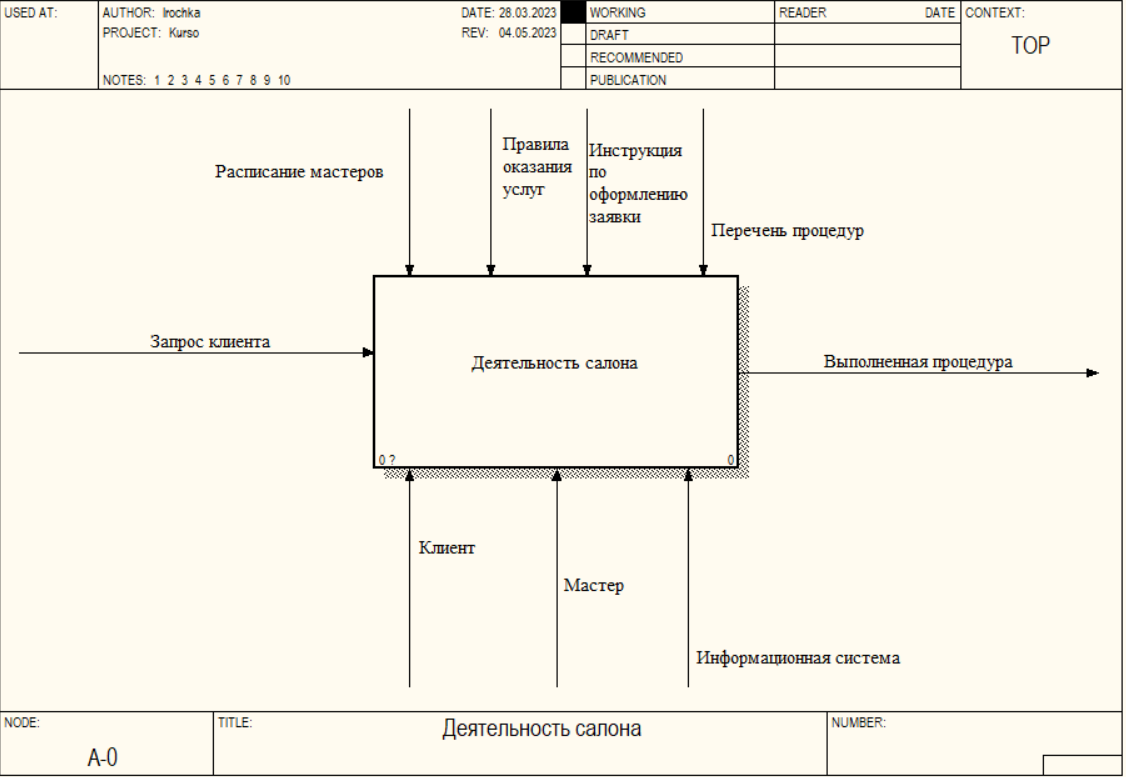 USED AT:
AUTHOR: Irochka
DATE: 28.03.2023
WORKING
READER
DATE
CONTEXT:
PROJECT: Kurso
REV: 04.05.2023
DRAFT
TOP
RECOMMENDED
NOTES: 1 2 3 4 5 6 7 8 9 10
PUBLICATION
Расписание мастеров
Правила
оказания
услуг
Инструкция
по
оформлению
заявки
Перечень процедур
Запрос клиента
Деятельность салона
Выполненная процедура
0 ?
0
Клиент
Мастер
Информационная система
NODE:
TITLE:
Деятельность салона
NUMBER:
A-0